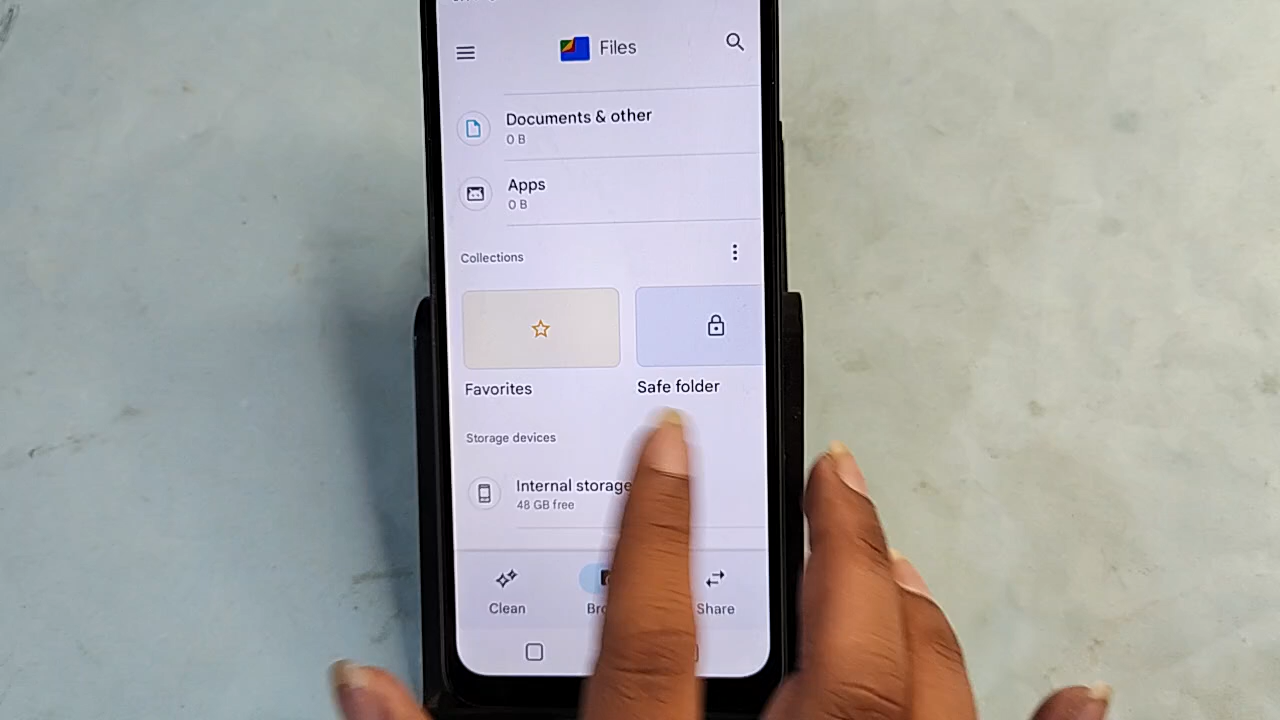 Files
Documents & other
0 B
Apps
0 B
Collections
Favorites
Safe folder
Storage devices
Internal storage
48 GB free
Clean
Share